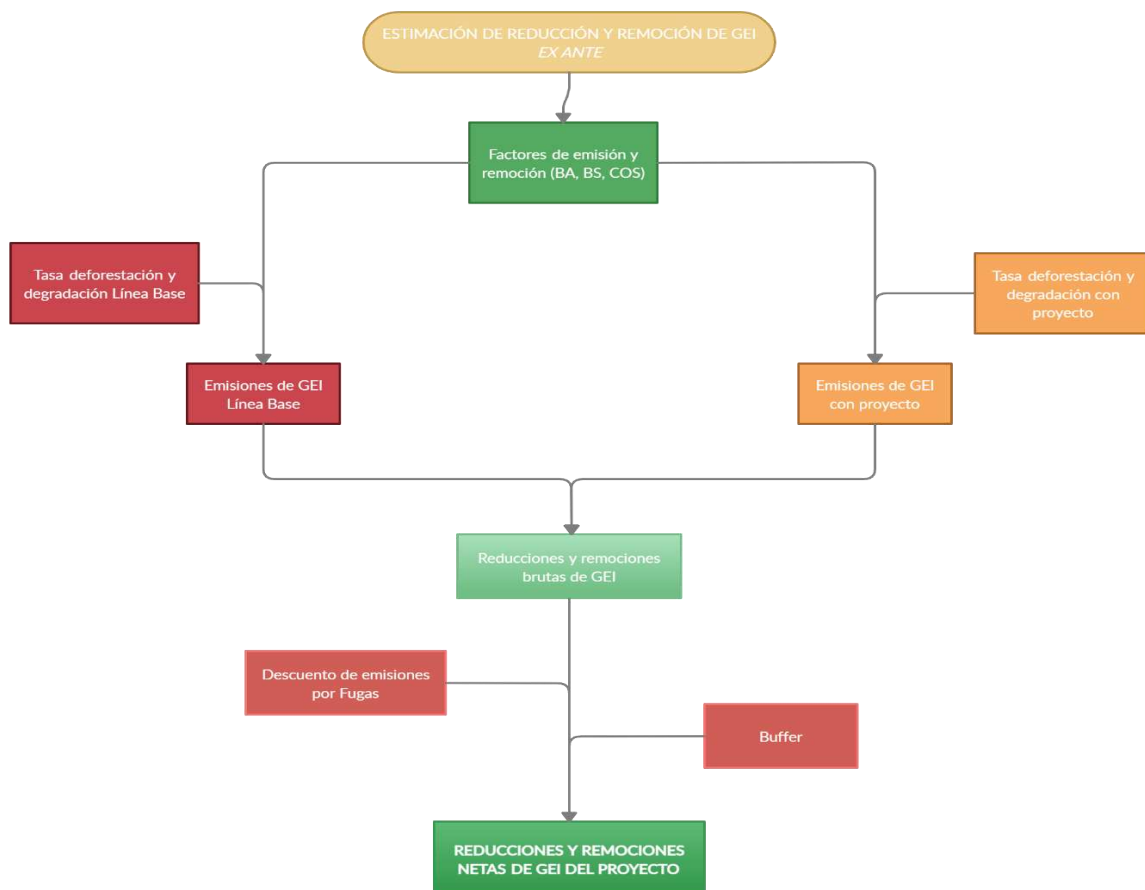 ESTIMACIÓN DE REDUCCIÓN Y REMOCIÓN DE GEI
EX ANTE
Factores de emisión y
remoción (BA, BS, COS)
Tasa deforestación y
degradación Línea Base
Tasa deforestación y
degradación con
proyecto
Emisiones de GEI
Línea Base
Emisiones de GEI
con proyecto
Reducciones y remociones
brutas de GEI
Descuento de emisiones
por Fugas
Buffer
REDUCCIONES Y REMOCIONES
NETAS DE GEI DEL PROYECTO